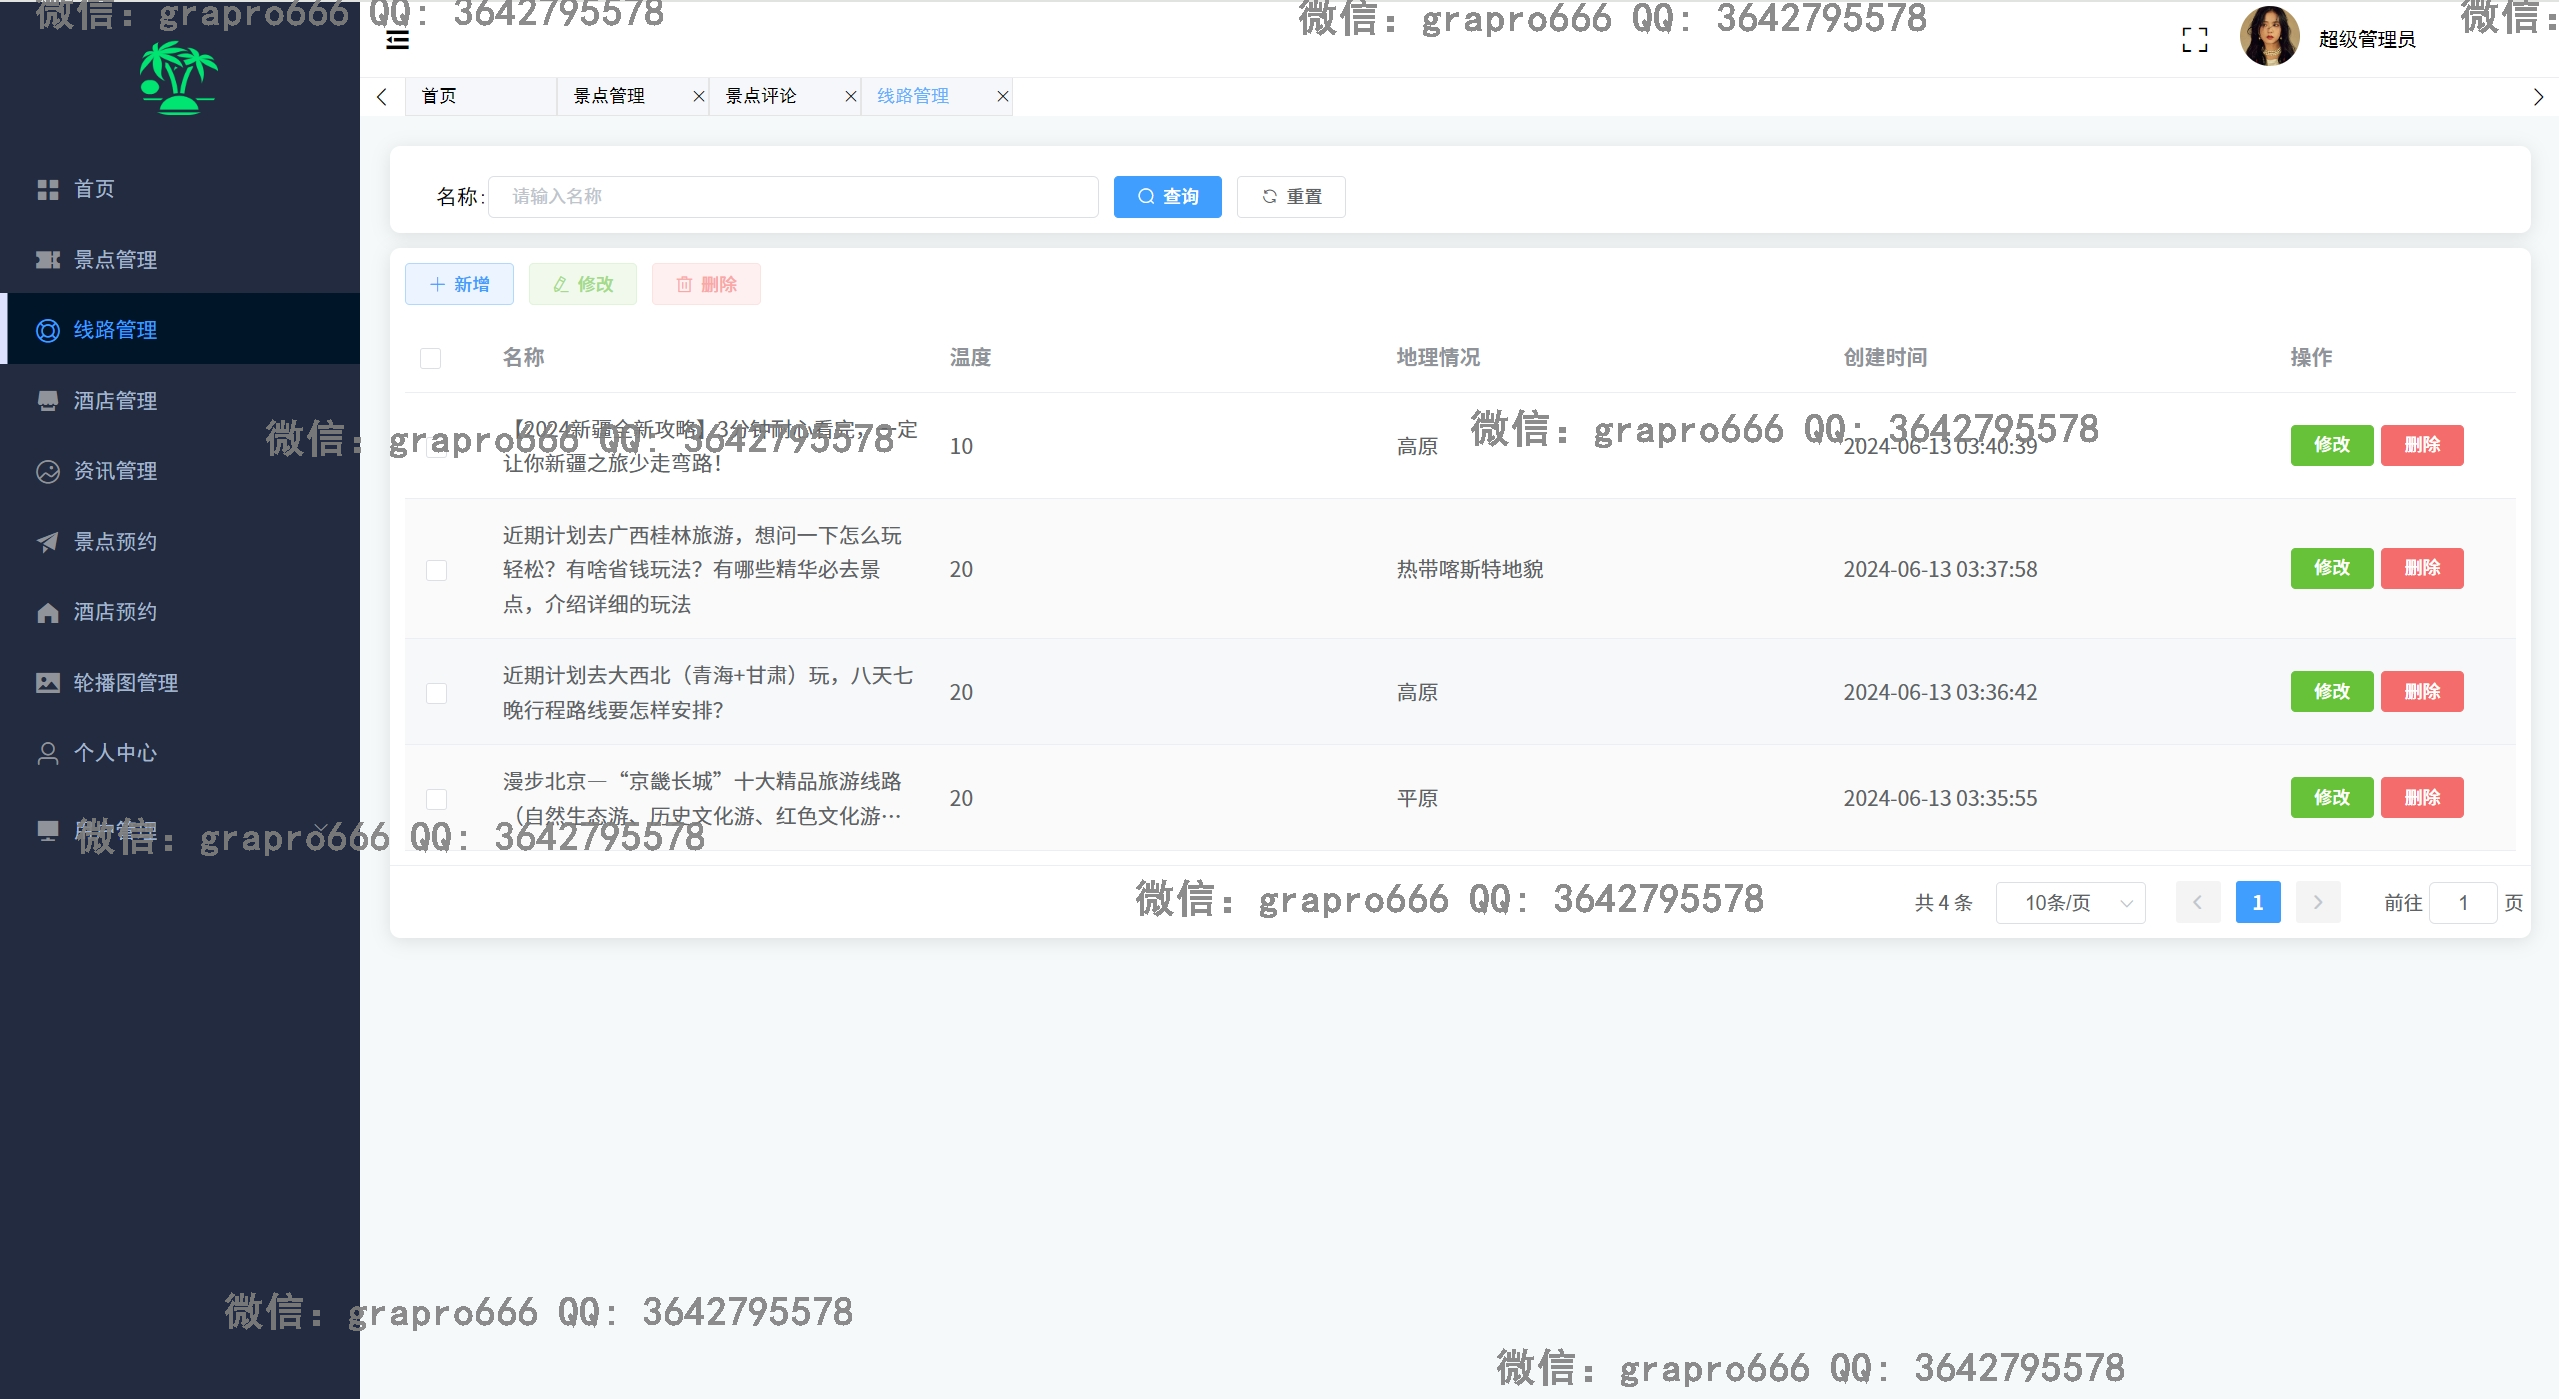 微信: grapro666 QQ: 3642795578
微信: grapro666 QQ: 3642795578
微信:
超级管理员
首页
景点管理
景点评论
线路管理
首页
景点管理
线路管理
酒店管理
资讯管理
景点预约
酒店预约
轮播图管理
个人中心
名称:
请输入名称
查询
重置
新增
修改
删除
名称 温度 地理情况 创建时间 操作
【2024新疆全新攻略】3分钟耐心看完，一定
让你新疆之旅少走弯路！
10 高原 2024-06-13 03:40:39 修改 删除
微信: grapro666 QQ: 3642795578
微信: grapro666 QQ: 3642795578
近期计划去广西桂林旅游，想问一下怎么玩
轻松？有啥省钱玩法？有哪些精华必去景
点，介绍详细的玩法
20 热带喀斯特地貌 2024-06-13 03:37:58 修改 删除
近期计划去大西北（青海+甘肃）玩，八天七
晚行程路线要怎样安排？
20 高原 2024-06-13 03:36:42 修改 删除
漫步北京—“京畿长城”十大精品旅游线路
（自然生态游、历史文化游、红色文化游…
20 平原 2024-06-13 03:35:55 修改 删除
微信: grapro666 QQ: 3642795578
微信: grapro666 QQ: 3642795578
共 4 条 10条/页 1 前往 1 页
微信: grapro666 QQ: 3642795578
微信: grapro666 QQ: 3642795578